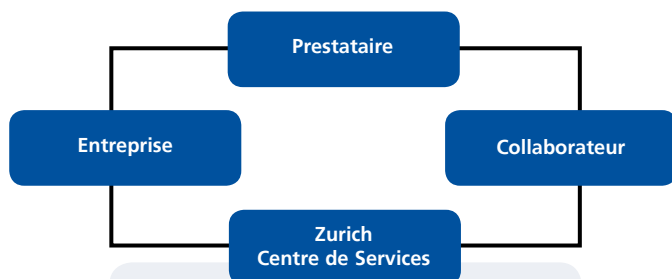 Prestataire
Entreprise
Collaborateur
Zurich
Centre de Services